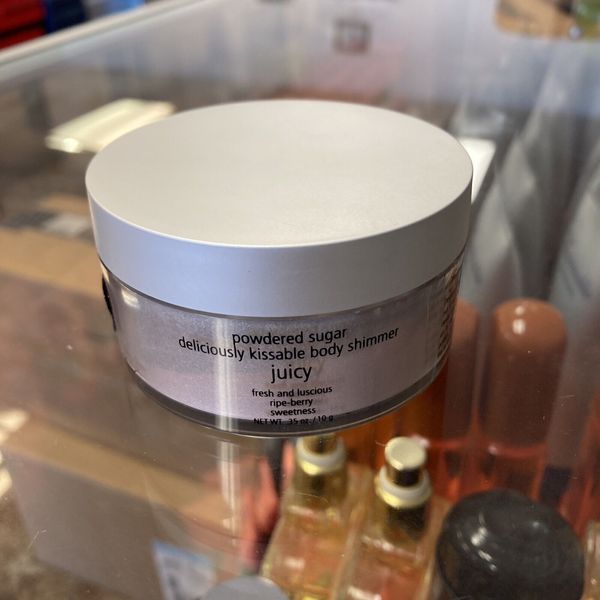 powdered sugar
deliciously kissable body shimmer
juicy
fresh and luscious
ripe-berry
sweetness
NET WT .35 oz / 10 g